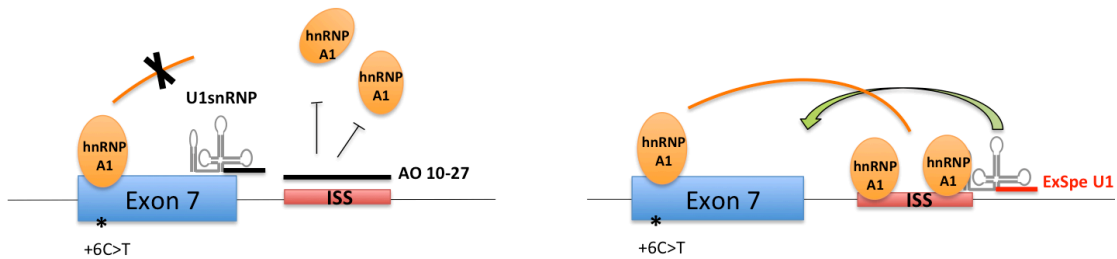 hnRNP
A1
hnRNP
A1
U1snRNP
hnRNP
A1
AO 10-27
Exon 7
ISS
*
+6C>T
hnRNP
A1
hnRNP
A1
hnRNP
A1
ExSpe U1
Exon 7
ISS
*
+6C>T